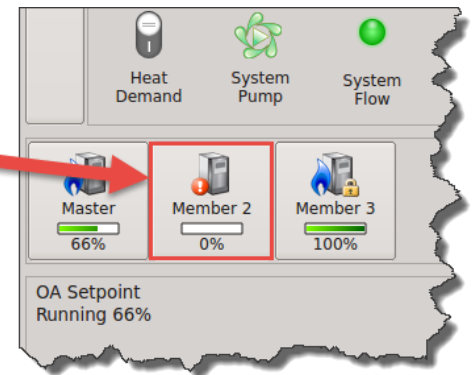 Heat
Demand
System
Pump
System
Flow
Master
66%
Member 2
0%
Member 3
100%
OA Setpoint
Running 66%